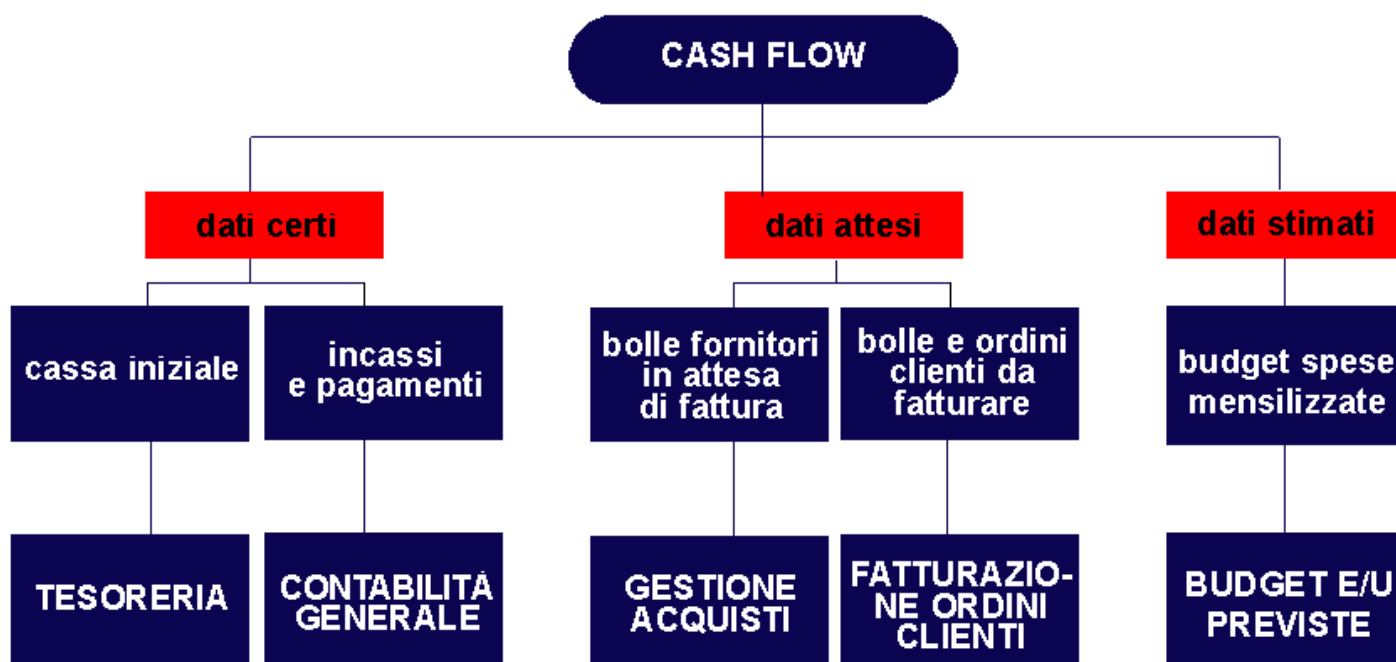 CASH FLOW
dati certi
dati attesi
dati stimati
cassa iniziale
incassi
e pagamenti
bolle fornitori
in attesa
di fattura
bolle e ordini
clienti da
fatturare
budget spese
mensilizzate
TESORERIA
CONTABILITÀ
GENERALE
GESTIONE
ACQUISTI
FATTURAZIO-
NE ORDINI
CLIENTI
BUDGET E/U
PREVISTE